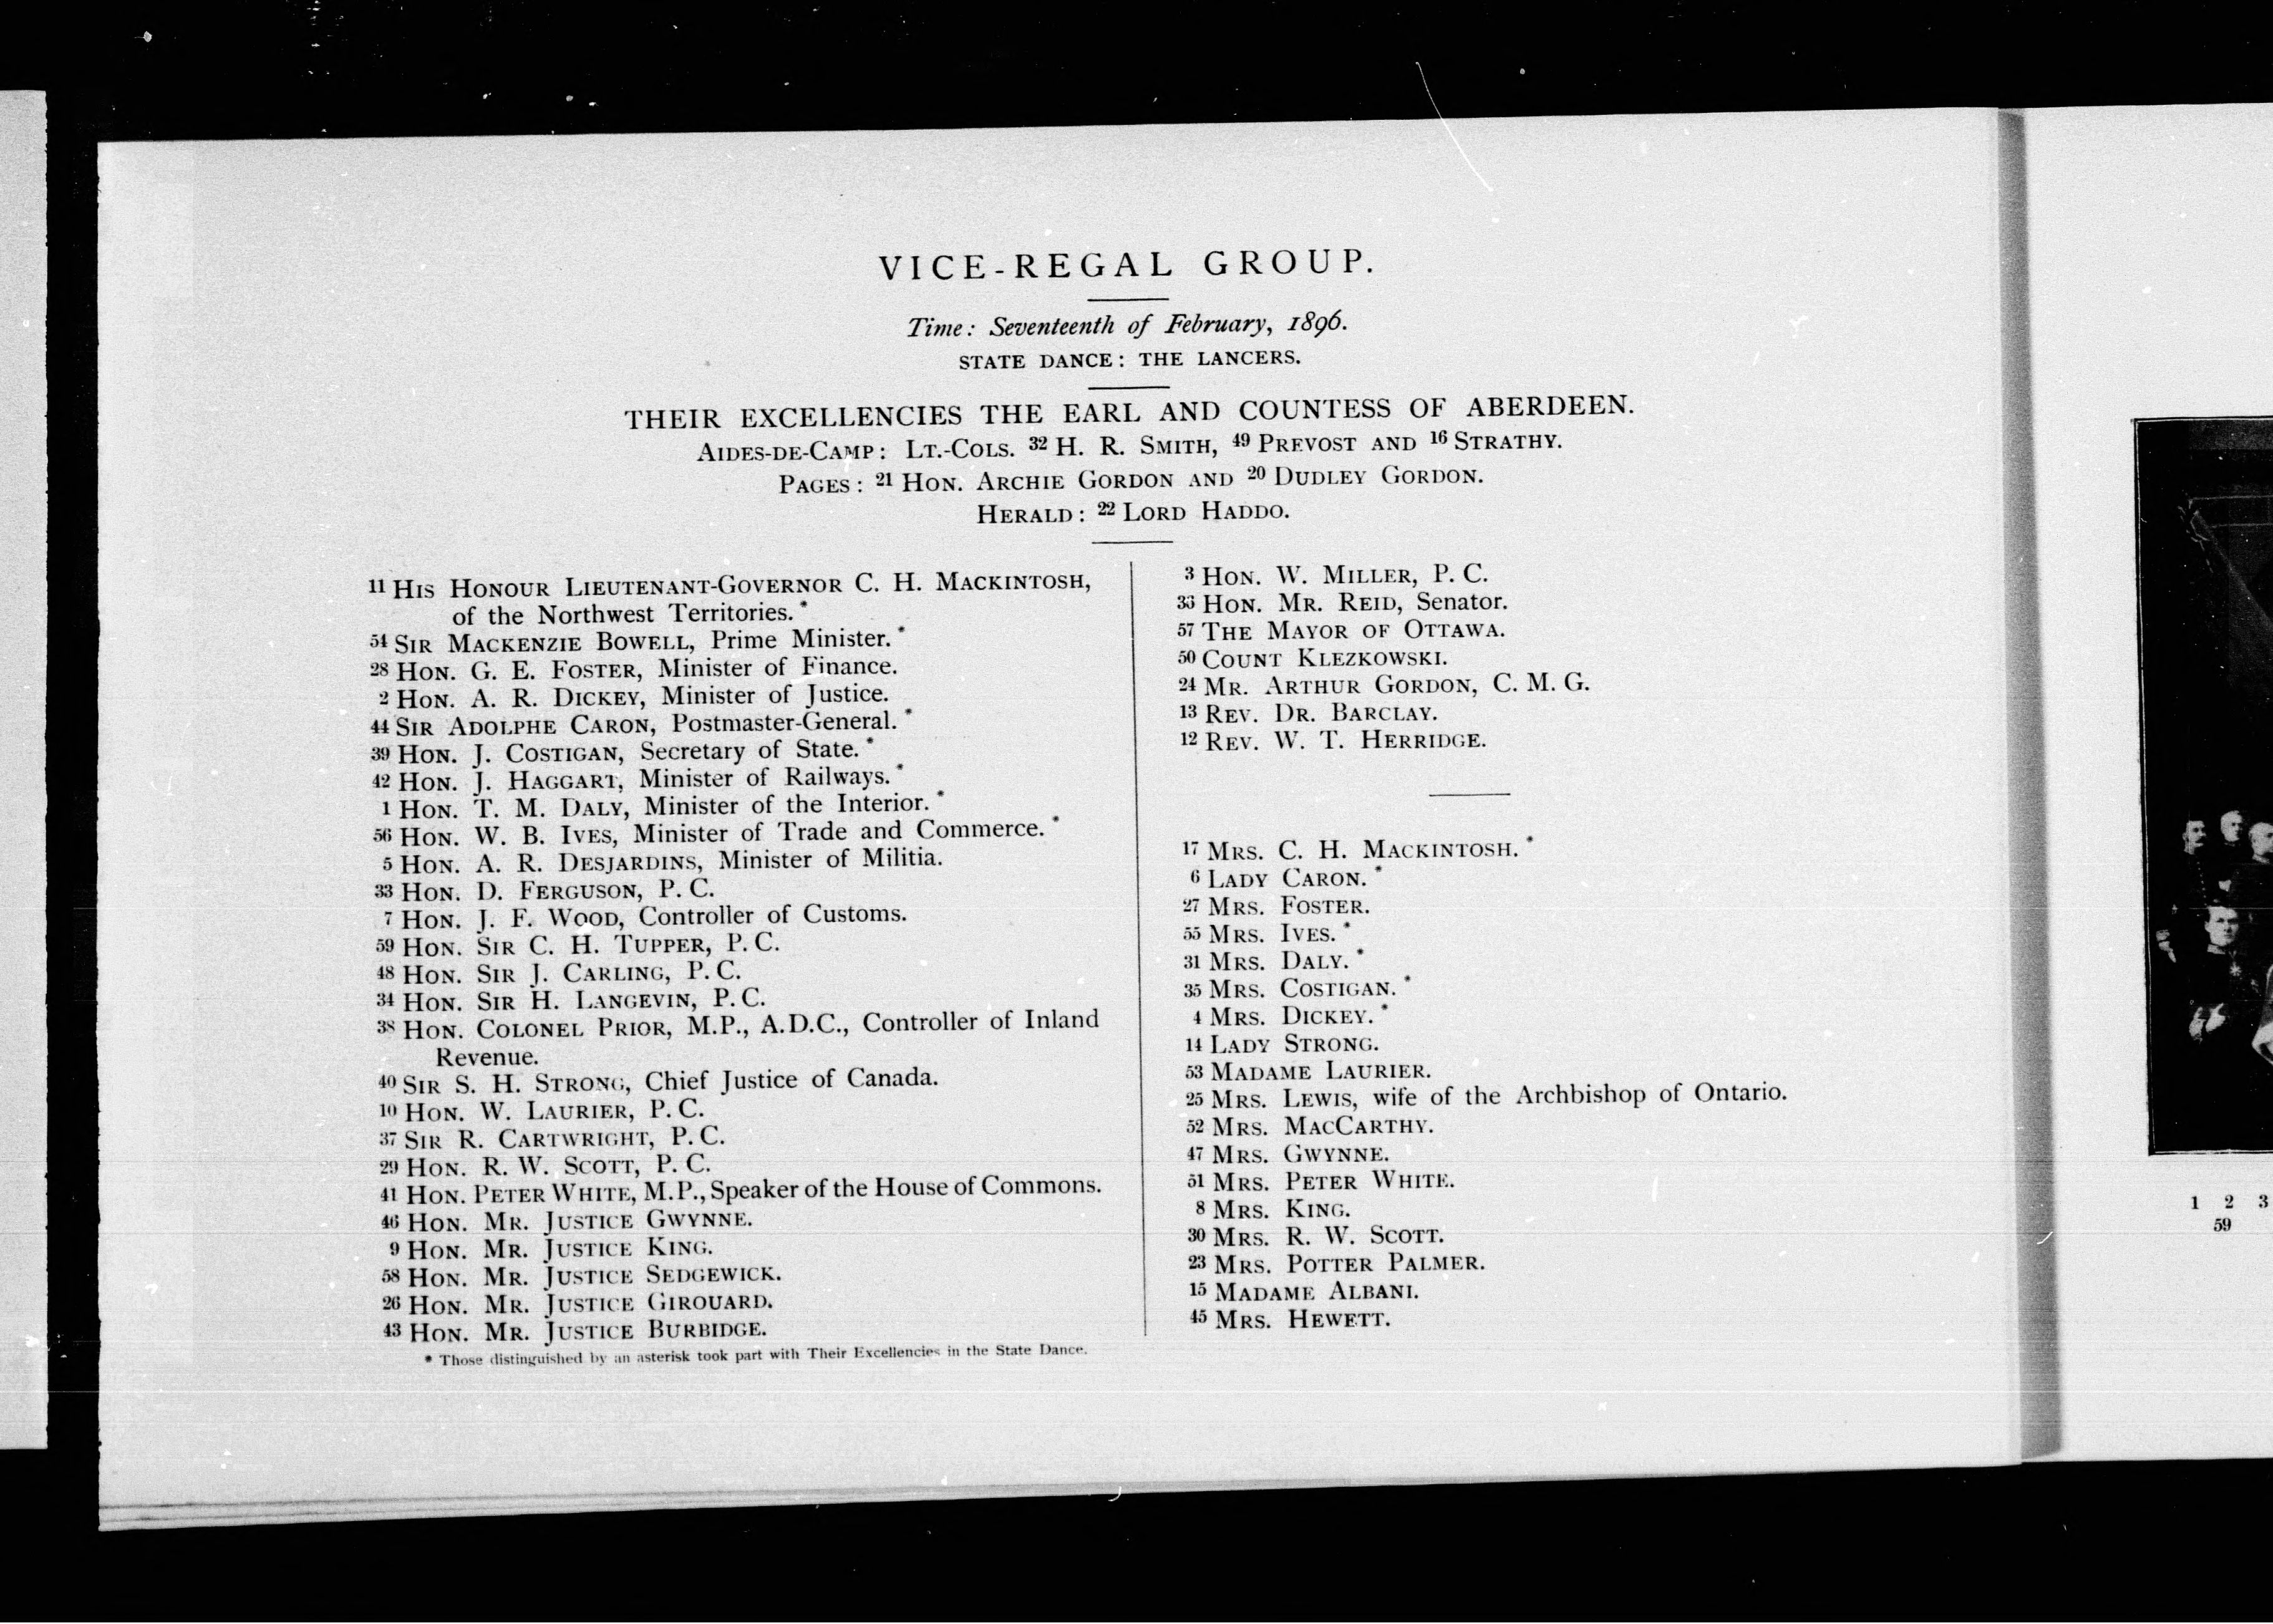 VICE-REGAL GROUP.
Time: Seventeenth of February, 1896.
STATE DANCE: THE LANCERS.
THEIR EXCELLENCIES THE EARL AND COUNTESS OF ABERDEEN.
AIDES-DE-CAMP: LT.-COLS. 32 H. R. SMITH, 49 PREVOST AND 16 STRATHY.
PAGES: 21 HON. ARCHIE GORDON AND 20 DUDLEY GORDON.
HERALD: 22 LORD HADDO.
11 HIS HONOUR LIEUTENANT-GOVERNOR C. H. MACKINTOSH,
of the Northwest Territories.*
54 SIR MACKENZIE BOWELL, Prime Minister.*
28 HON. G. E. FOSTER, Minister of Finance.
2 HON. A. R. DICKEY, Minister of Justice.
44 SIR ADOLPHE CARON, Postmaster-General.*
39 HON. J. COSTIGAN, Secretary of State.*
42 HON. J. HAGGART, Minister of Railways.*
1 HON. T. M. DALY, Minister of the Interior.*
56 HON. W. B. IVES, Minister of Trade and Commerce.*
5 HON. A. R. DESJARDINS, Minister of Militia.
33 HON. D. FERGUSON, P. C.
7 HON. J. F. WOOD, Controller of Customs.
59 HON. SIR C. H. TUPPER, P. C.
48 HON. SIR J. CARLING, P. C.
34 HON. SIR H. LANGEVIN, P. C.
38 HON. COLONEL PRIOR, M.P., A.D.C., Controller of Inland
Revenue.
40 SIR S. H. STRONG, Chief Justice of Canada.
10 HON. W. LAURIER, P. C.
37 SIR R. CARTWRIGHT, P. C.
29 HON. R. W. SCOTT, P. C.
41 HON. PETER WHITE, M.P., Speaker of the House of Commons.
46 HON. MR. JUSTICE GWYNNE.
9 HON. MR. JUSTICE KING.
58 HON. MR. JUSTICE SEDGEWICK.
26 HON. MR. JUSTICE GIROUARD.
43 HON. MR. JUSTICE BURBIDGE.
* Those distinguished by an asterisk took part with Their Excellencies in the State Dance.
3 HON. W. MILLER, P. C.
HON. MR. REID, Senator.
57 THE MAYOR OF OTTAWA.
50 COUNT KLEZKOWSKI.
24 MR. ARTHUR GORDON, C. M. G.
13 REV. DR. BARCLAY.
12 REV. W. T. HERRIDGE.
17 MRS. C. H. MACKINTOSH.*
6 LADY CARON.*
27 MRS. FOSTER.
55 MRS. IVES.*
31 MRS. DALY.*
35 MRS. COSTIGAN.*
4 MRS. DICKEY.*
14 LADY STRONG.
53 MADAME LAURIER.
25 MRS. LEWIS, wife of the Archbishop of Ontario.
52 MRS. MACCARTHY.
47 MRS. GWYNNE.
51 MRS. PETER WHITE.
8 MRS. KING.
30 MRS. R. W. SCOTT.
23 MRS. POTTER PALMER.
15 MADAME ALBANI.
45 MRS. HEWETT.
1 2 3
59